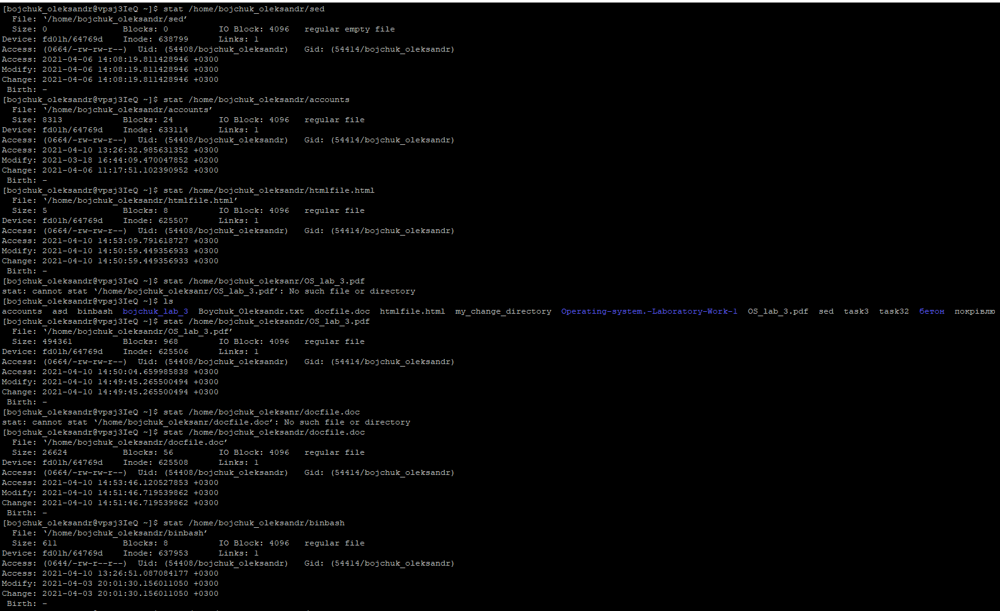 [bojchuk_oleksandr@vpsj3IeQ ~]$ stat /home/bojchuk_oleksandr/sed
  File: ‘/home/bojchuk_oleksandr/sed’
  Size: 0               Blocks: 0          IO Block: 4096   regular empty file
Device: fd01h/64769d    Inode: 638799      Links: 1
Access: (0664/-rw-rw-r--)  Uid: (54408/bojchuk_oleksandr)   Gid: (54414/bojchuk_oleksandr)
Access: 2021-04-06 14:08:19.811428946 +0300
Modify: 2021-04-06 14:08:19.811428946 +0300
Change: 2021-04-06 14:08:19.811428946 +0300
 Birth: -
[bojchuk_oleksandr@vpsj3IeQ ~]$ stat /home/bojchuk_oleksandr/accounts
  File: ‘/home/bojchuk_oleksandr/accounts’
  Size: 8313            Blocks: 24         IO Block: 4096   regular file
Device: fd01h/64769d    Inode: 633114      Links: 1
Access: (0664/-rw-rw-r--)  Uid: (54408/bojchuk_oleksandr)   Gid: (54414/bojchuk_oleksandr)
Access: 2021-04-10 13:26:32.985631352 +0300
Modify: 2021-03-18 16:44:09.470047852 +0200
Change: 2021-04-06 11:17:51.102390952 +0300
 Birth: -
[bojchuk_oleksandr@vpsj3IeQ ~]$ stat /home/bojchuk_oleksandr/htmlfile.html
  File: ‘/home/bojchuk_oleksandr/htmlfile.html’
  Size: 5               Blocks: 8          IO Block: 4096   regular file
Device: fd01h/64769d    Inode: 625507      Links: 1
Access: (0664/-rw-rw-r--)  Uid: (54408/bojchuk_oleksandr)   Gid: (54414/bojchuk_oleksandr)
Access: 2021-04-10 14:53:09.791618727 +0300
Modify: 2021-04-10 14:50:59.449356933 +0300
Change: 2021-04-10 14:50:59.449356933 +0300
 Birth: -
[bojchuk_oleksandr@vpsj3IeQ ~]$ stat /home/bojchuk_oleksanr/OS_lab_3.pdf
stat: cannot stat ‘/home/bojchuk_oleksanr/OS_lab_3.pdf’: No such file or directory
[bojchuk_oleksandr@vpsj3IeQ ~]$ ls
accounts  asd  binbash  bojchuk_lab_3  Boychuk_Oleksandr.txt  docfile.doc  htmlfile.html  my_change_directory  Operating-system.-Laboratory-Work-1  OS_lab_3.pdf  sed  task3  task32  бетон  покрівлю
[bojchuk_oleksandr@vpsj3IeQ ~]$ stat /home/bojchuk_oleksandr/OS_lab_3.pdf
  File: ‘/home/bojchuk_oleksandr/OS_lab_3.pdf’
  Size: 494361          Blocks: 968        IO Block: 4096   regular file
Device: fd01h/64769d    Inode: 625506      Links: 1
Access: (0664/-rw-rw-r--)  Uid: (54408/bojchuk_oleksandr)   Gid: (54414/bojchuk_oleksandr)
Access: 2021-04-10 14:50:04.659985838 +0300
Modify: 2021-04-10 14:49:45.265500494 +0300
Change: 2021-04-10 14:49:45.265500494 +0300
 Birth: -
[bojchuk_oleksandr@vpsj3IeQ ~]$ stat /home/bojchuk_oleksanr/docfile.doc
stat: cannot stat ‘/home/bojchuk_oleksanr/docfile.doc’: No such file or directory
[bojchuk_oleksandr@vpsj3IeQ ~]$ stat /home/bojchuk_oleksandr/docfile.doc
  File: ‘/home/bojchuk_oleksandr/docfile.doc’
  Size: 26624           Blocks: 56         IO Block: 4096   regular file
Device: fd01h/64769d    Inode: 625508      Links: 1
Access: (0664/-rw-rw-r--)  Uid: (54408/bojchuk_oleksandr)   Gid: (54414/bojchuk_oleksandr)
Access: 2021-04-10 14:53:46.120527853 +0300
Modify: 2021-04-10 14:51:46.719539862 +0300
Change: 2021-04-10 14:51:46.719539862 +0300
 Birth: -
[bojchuk_oleksandr@vpsj3IeQ ~]$ stat /home/bojchuk_oleksandr/binbash
  File: ‘/home/bojchuk_oleksandr/binbash’
  Size: 611             Blocks: 8          IO Block: 4096   regular file
Device: fd01h/64769d    Inode: 637953      Links: 1
Access: (0644/-rw-r--r--)  Uid: (54408/bojchuk_oleksandr)   Gid: (54414/bojchuk_oleksandr)
Access: 2021-04-10 13:26:51.087084177 +0300
Modify: 2021-04-03 20:01:30.156011050 +0300
Change: 2021-04-03 20:01:30.156011050 +0300
 Birth: -